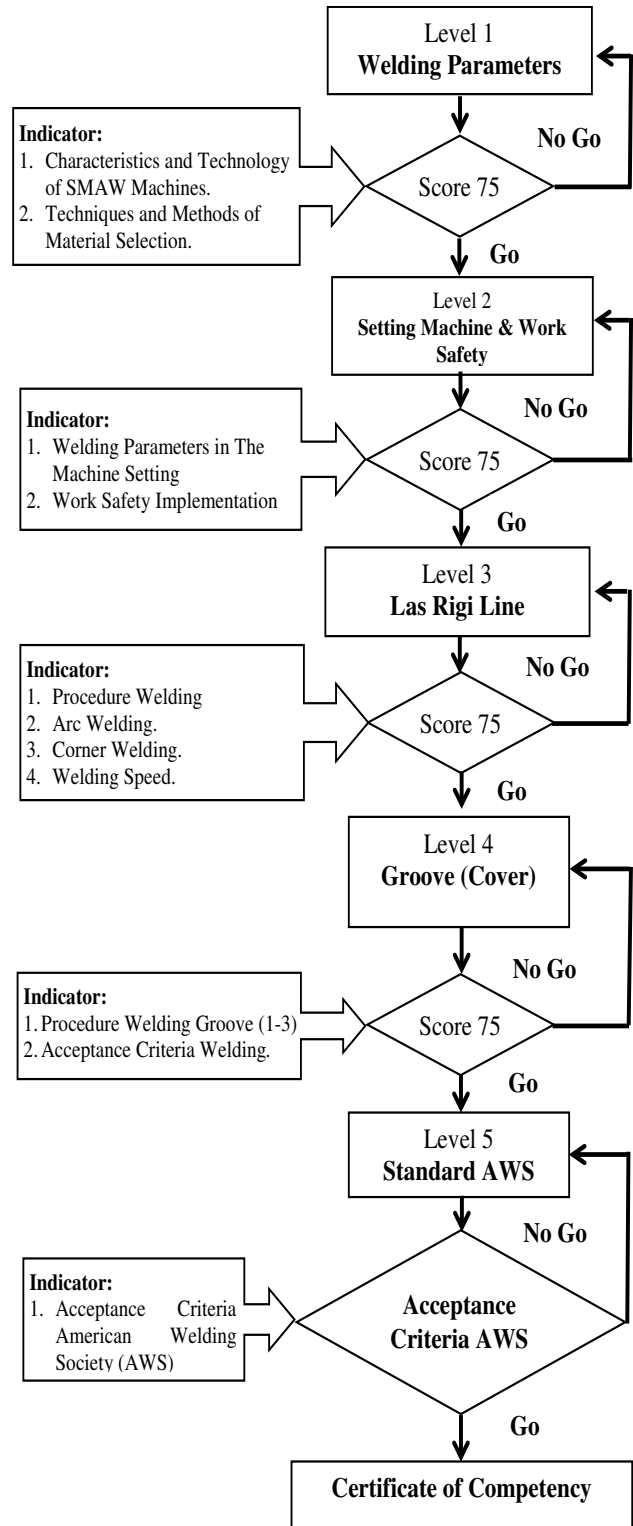 Level 1
Welding Parameters
No Go
Indicator:
1. Characteristics and Technology
of SMAW Machines.
2. Techniques and Methods of
Material Selection.
Score 75
Go
Level 2
Setting Machine & Work
Safety
No Go
Indicator:
1. Welding Parameters in The
Machine Setting
2. Work Safety Implementation
Score 75
Go
Level 3
Las Rigi Line
No Go
Indicator:
1. Procedure Welding
2. Arc Welding.
3. Corner Welding.
4. Welding Speed.
Score 75
Go
Level 4
Groove (Cover)
No Go
Indicator:
1. Procedure Welding Groove (1-3)
2. Acceptance Criteria Welding.
Score 75
Go
Level 5
Standard AWS
No Go
Indicator:
1. Acceptance Criteria
American Welding
Society (AWS)
Acceptance
Criteria AWS
Go
Certificate of Competency